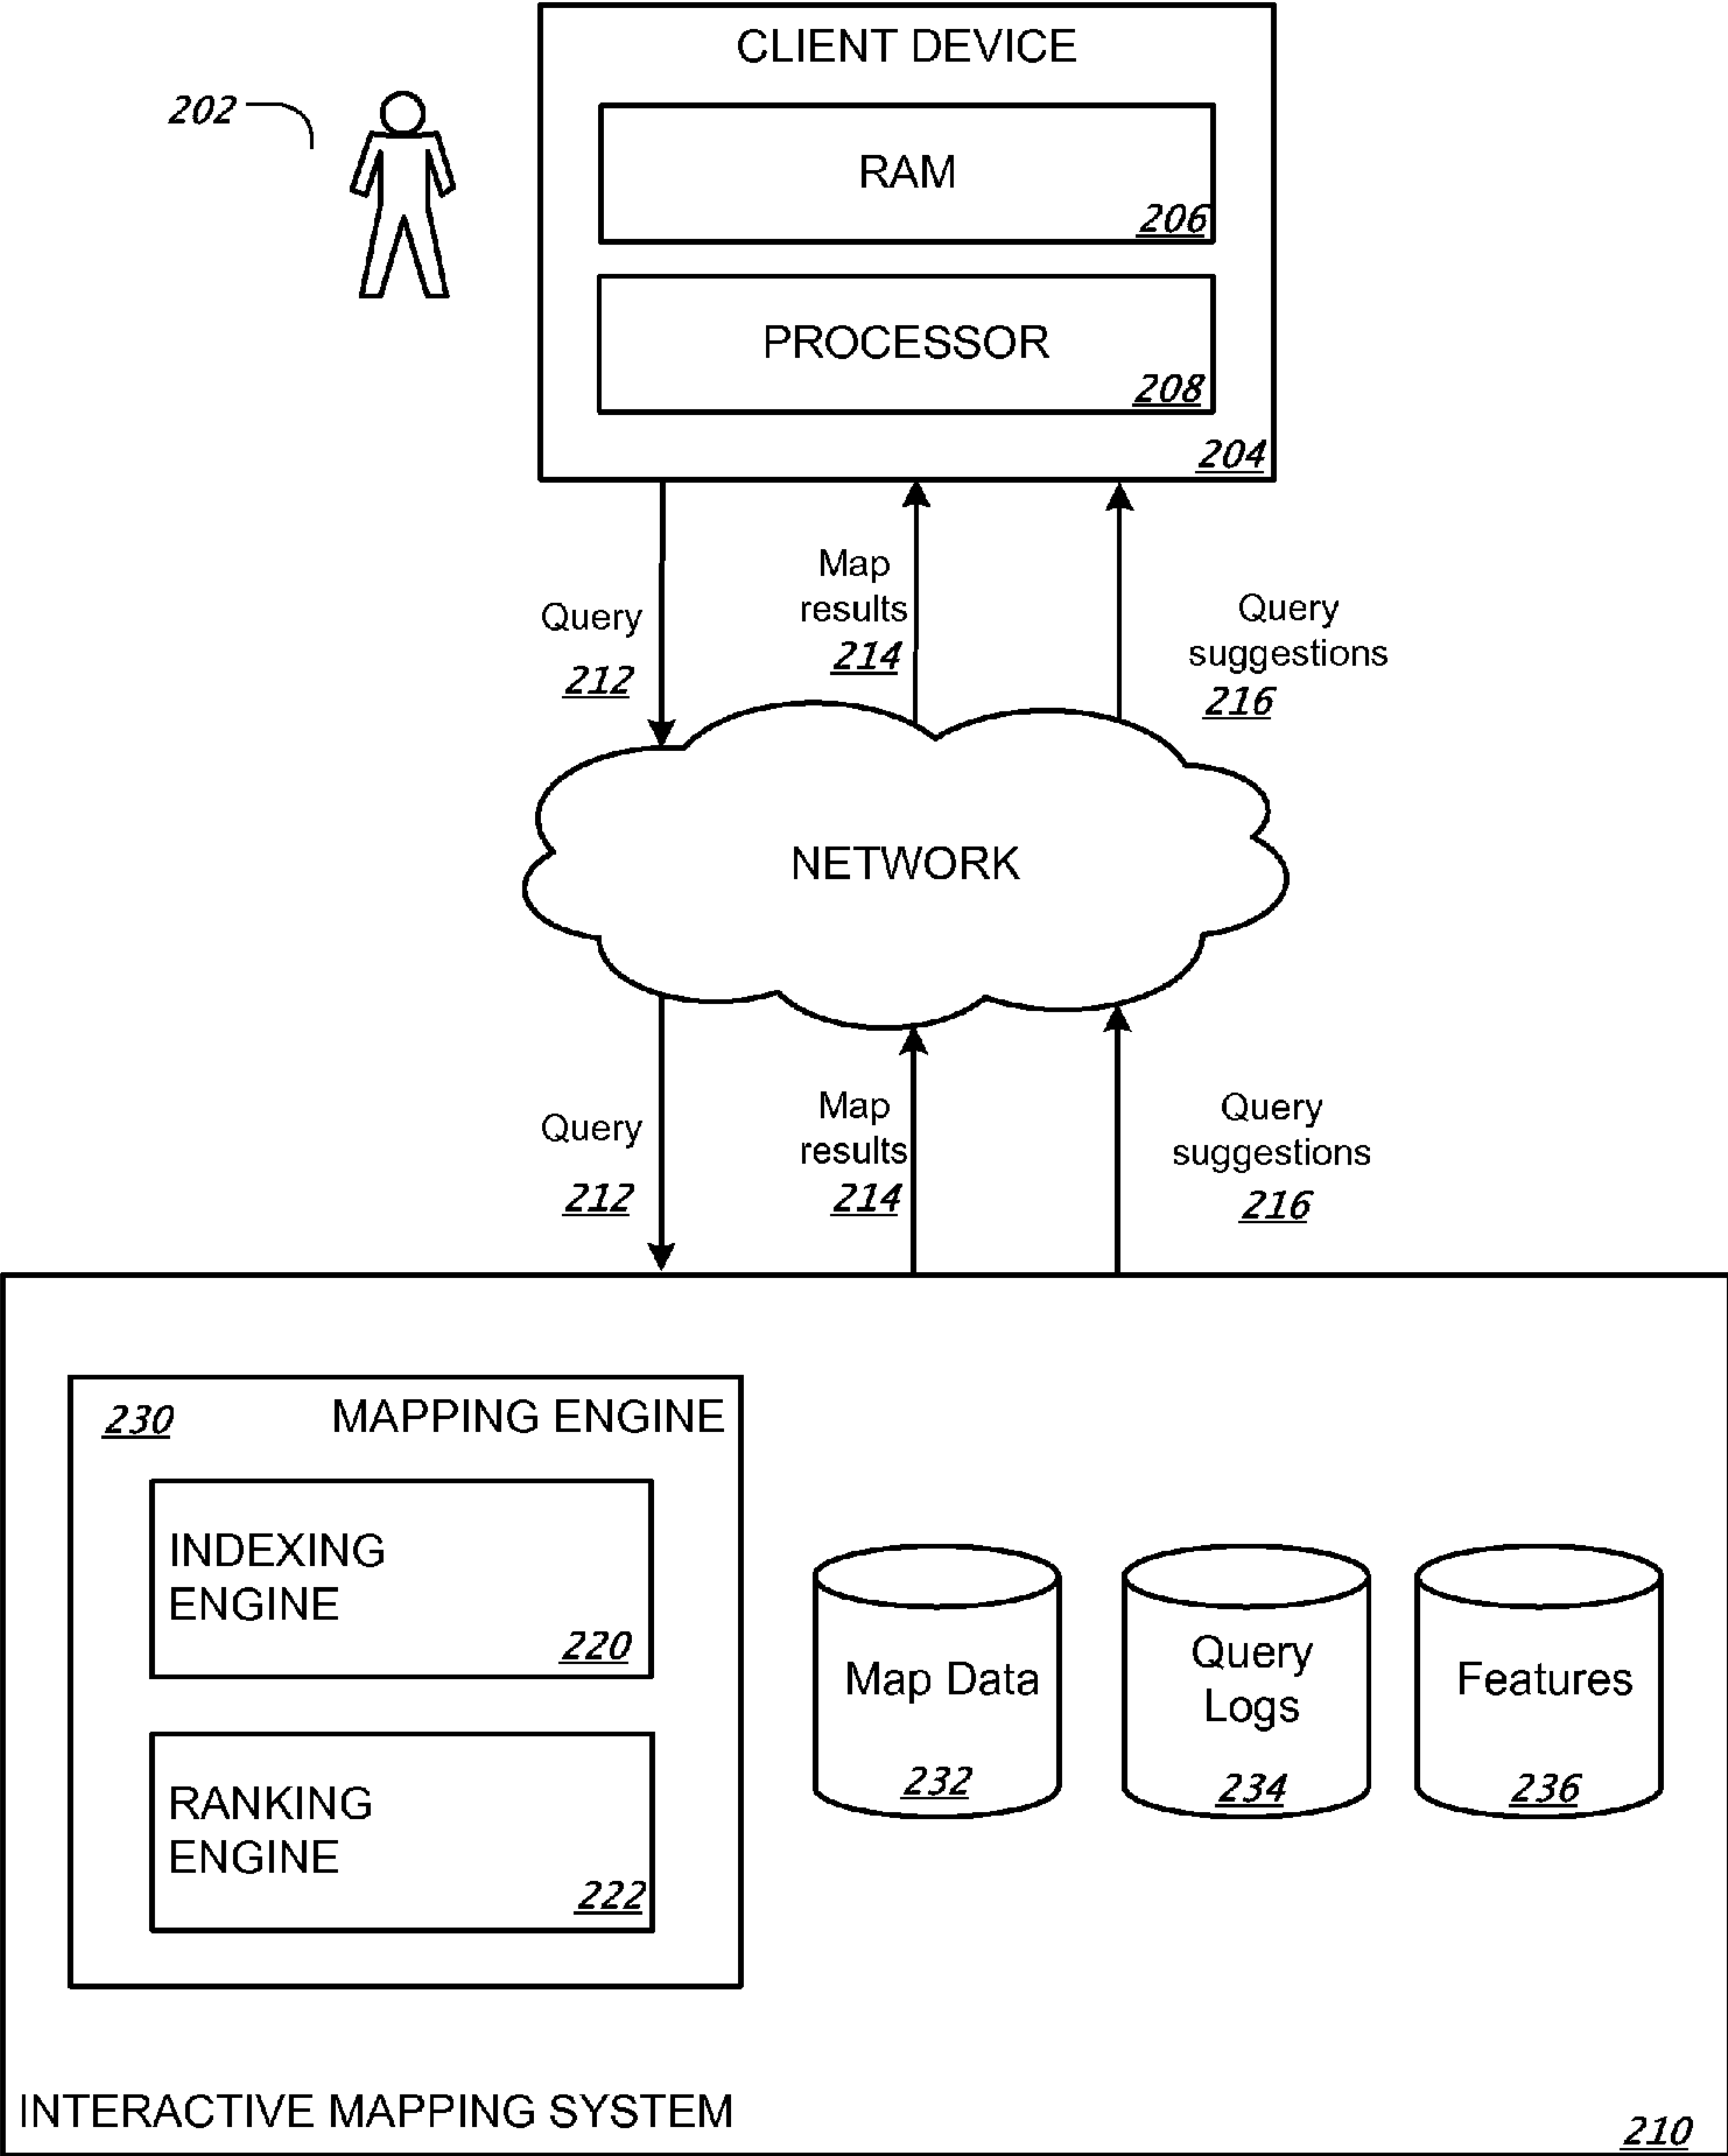 CLIENT DEVICE
202
RAM
206
PROCESSOR
208
204
Query
212
Map
results
214
Query
suggestions
216
NETWORK
Query
212
Map
results
214
Query
suggestions
216
230
MAPPING ENGINE
INDEXING
ENGINE
220
RANKING
ENGINE
222
Map Data
232
Query
Logs
234
Features
236
INTERACTIVE MAPPING SYSTEM
210